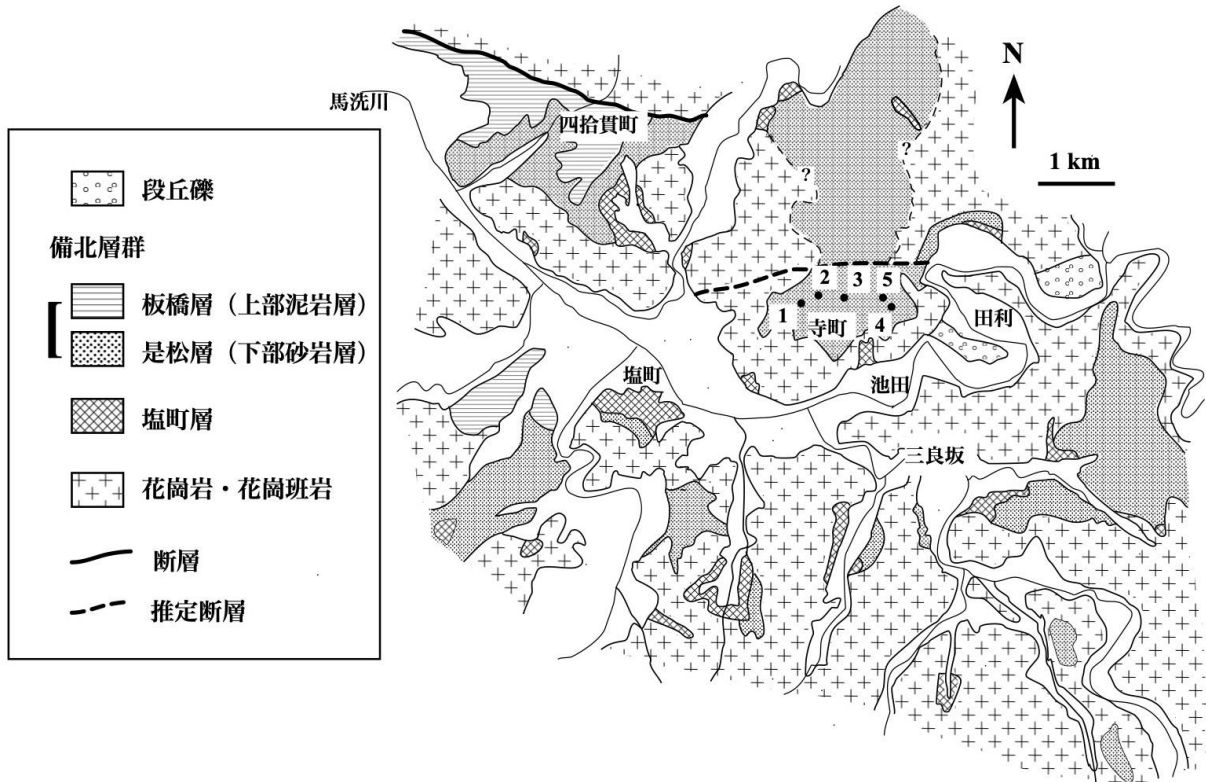 段丘礫
備北層群
板橋層（上部泥岩層）
是松層（下部砂岩層）
塩町層
花崗岩・花崗班岩
断層
推定断層
馬洗川
四拾貫町
N
1 km
?
?
2
3
5
1
寺町
4
田利
塩町
池田
三良坂